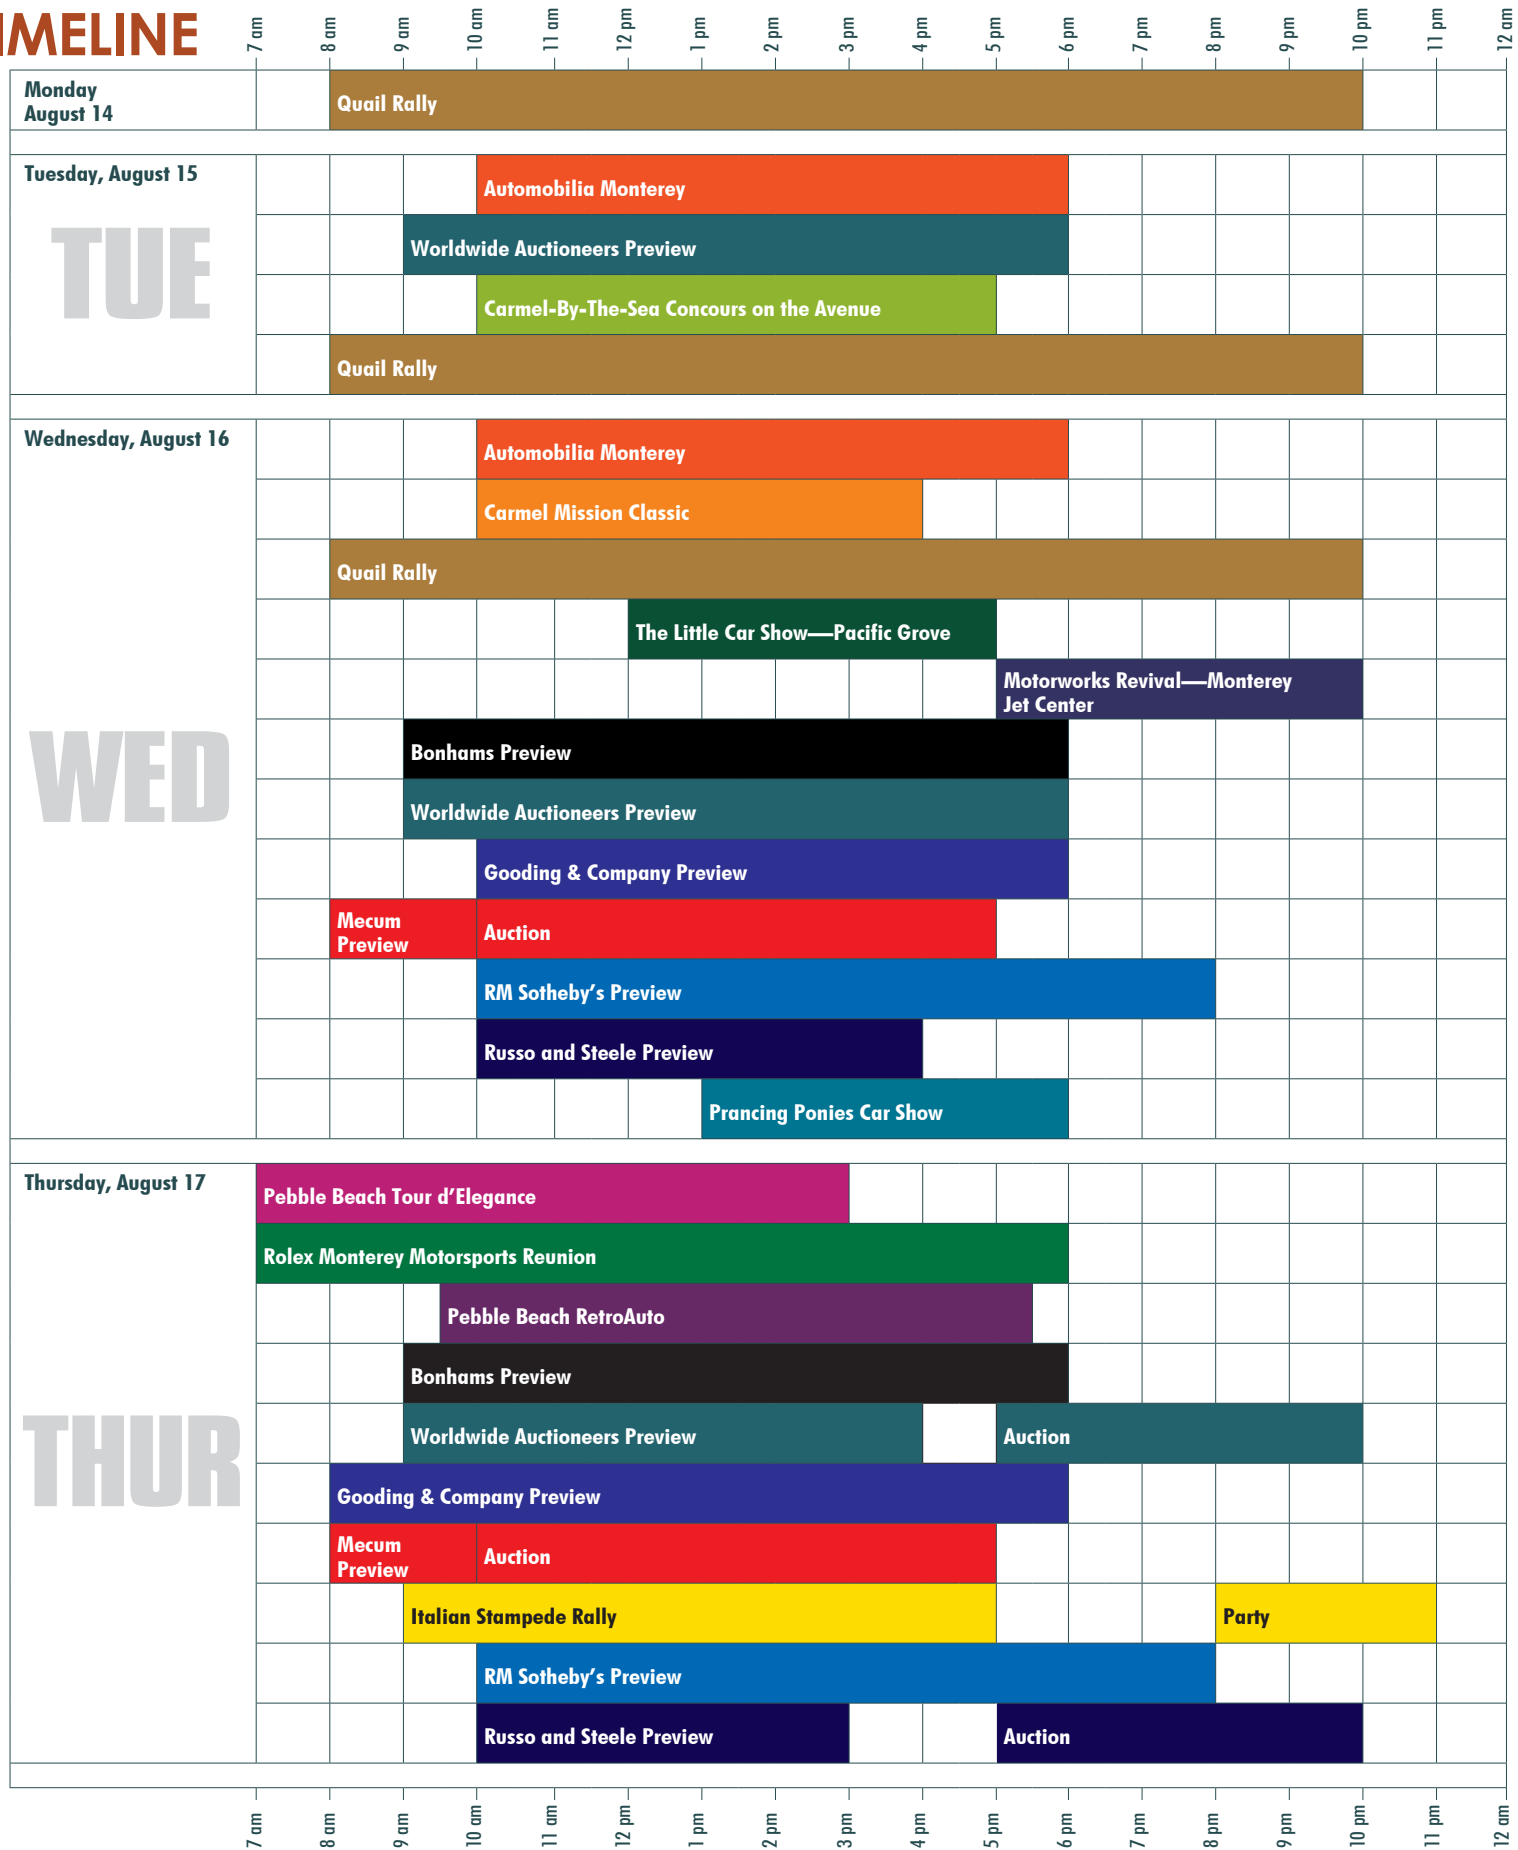 IMELINE
7 am
8 am
9 am
10 am
11 am
12 pm
1 pm
2 pm
3 pm
4 pm
5 pm
6 pm
7 pm
8 pm
9 pm
10 pm
11 pm
12 am
Monday
August 14
Quail Rally
Tuesday, August 15
TUE
Automobilia Monterey
Worldwide Auctioneers Preview
Carmel-By-The-Sea Concours on the Avenue
Quail Rally
Wednesday, August 16
WED
Automobilia Monterey
Carmel Mission Classic
Quail Rally
The Little Car Show—Pacific Grove
Motorworks Revival—Monterey
Jet Center
Bonhams Preview
Worldwide Auctioneers Preview
Gooding & Company Preview
Mecum
Preview
Auction
RM Sotheby's Preview
Russo and Steele Preview
Prancing Ponies Car Show
Thursday, August 17
THUR
Pebble Beach Tour d'Elegance
Rolex Monterey Motorsports Reunion
Pebble Beach RetroAuto
Bonhams Preview
Worldwide Auctioneers Preview
Auction
Gooding & Company Preview
Mecum
Preview
Auction
Italian Stampede Rally
Party
RM Sotheby's Preview
Russo and Steele Preview
Auction
7 am
8 am
9 am
10 am
11 am
12 pm
1 pm
2 pm
3 pm
4 pm
5 pm
6 pm
7 pm
8 pm
9 pm
10 pm
11 pm
12 am